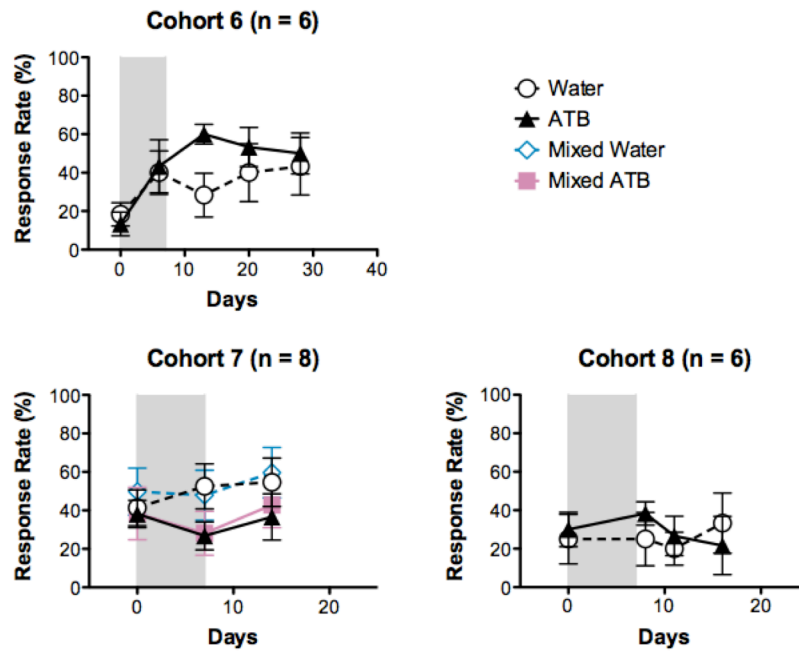 Cohort 6 (n = 6)
Response Rate (%)
100
80
60
40
20
0
0 10 20 30 40
Days
Water
ATB
Mixed Water
Mixed ATB
Cohort 7 (n = 8)
Response Rate (%)
100
80
60
40
20
0
0 10 20
Days
Cohort 8 (n = 6)
Response Rate (%)
100
80
60
40
20
0
0 10 20
Days